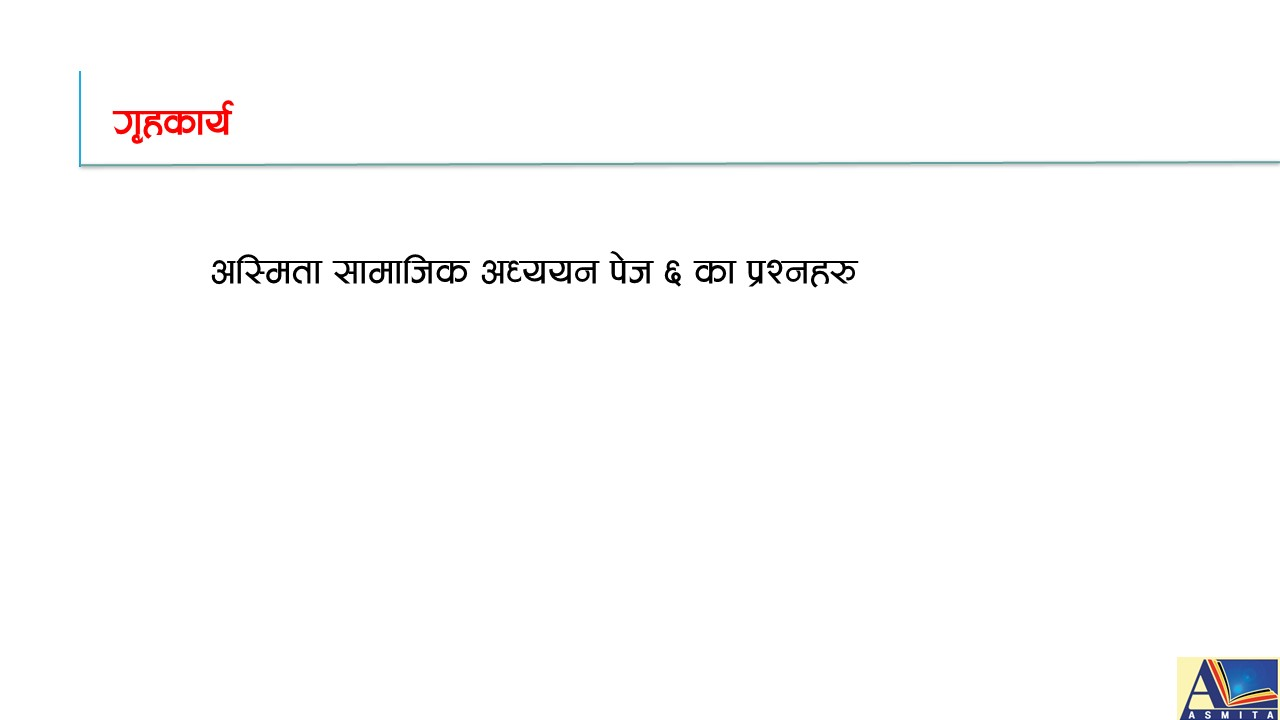 गृहकार्य
अस्मिता सामाजिक अध्ययन पेज ६ का प्रश्नहरु
ASMITA